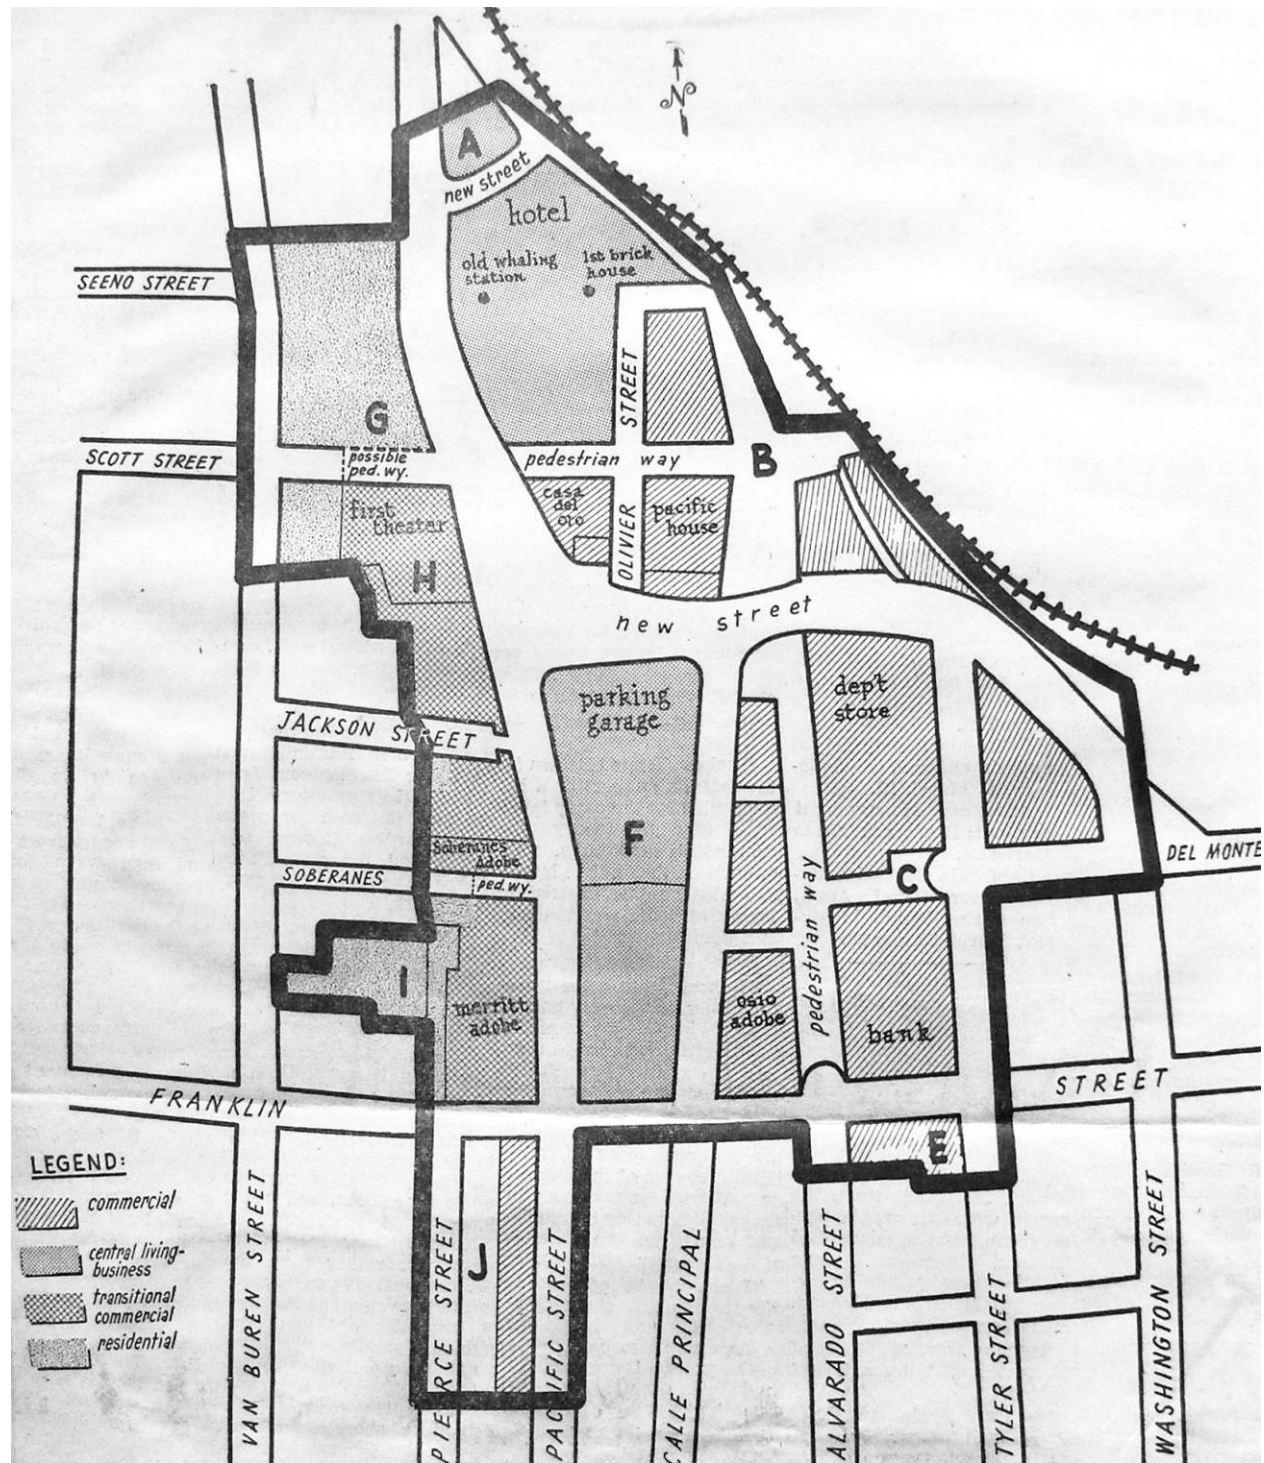 N
A
new street
hotel
old whaling
station
1st brick
house
SEENO STREET
STREET
G
SCOTT STREET
possible
ped. wy.
pedestrian way
B
first
theater
casa
del
oro
OLIVIER
pacific
house
H
new street
parking
garage
dep't
store
JACKSON STREET
F
Soberanes
Adobe
SOBERANES
ped. wy.
pedestrian way
C
DEL MONTE
I
merritt
adobe
osio
adobe
bank
FRANKLIN
STREET
E
LEGEND:
commercial
central living-
business
transitional
commercial
residential
J
VAN BUREN STREET
PIERCE STREET
PACIFIC STREET
CALLE PRINCIPAL
ALVARADO STREET
TYLER STREET
WASHINGTON STREET